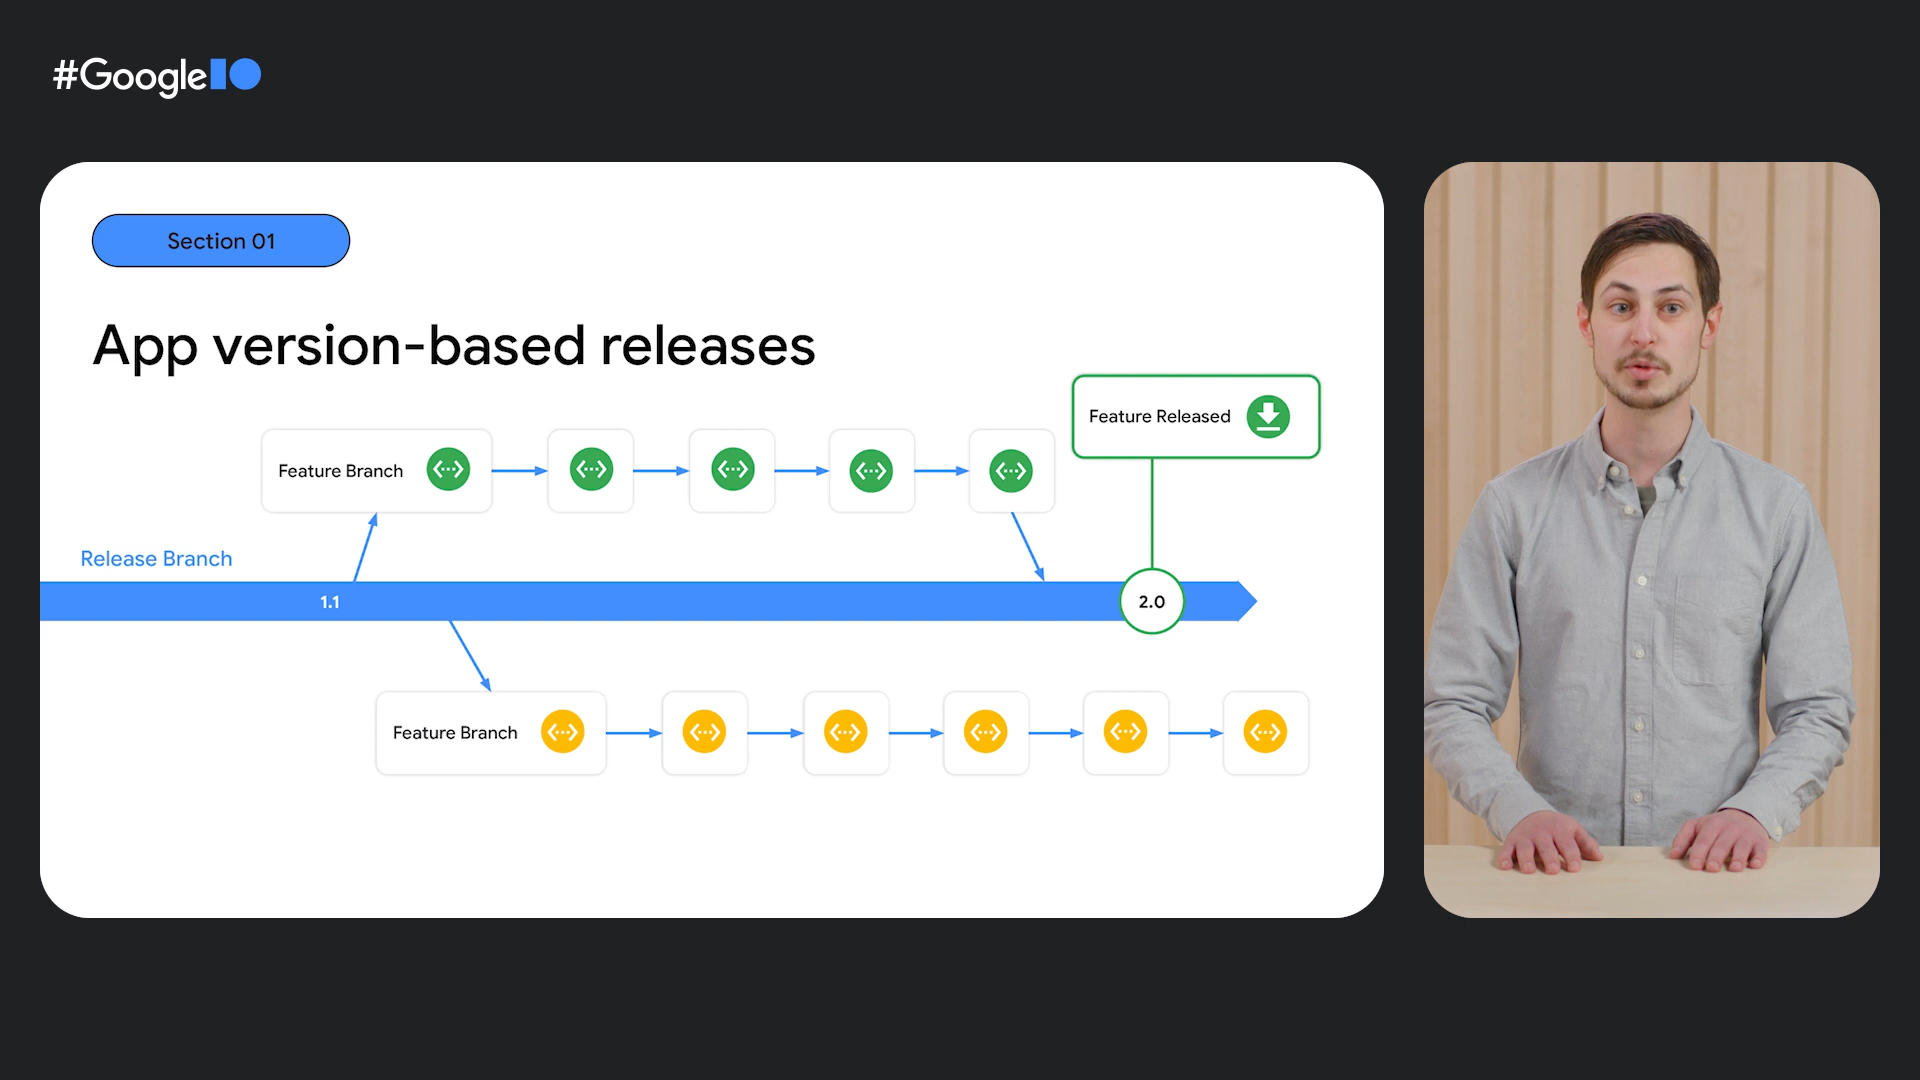 #GoogleIO
Section 01
App version-based releases
Feature Released
Feature Branch
Release Branch
1.1
2.0
Feature Branch